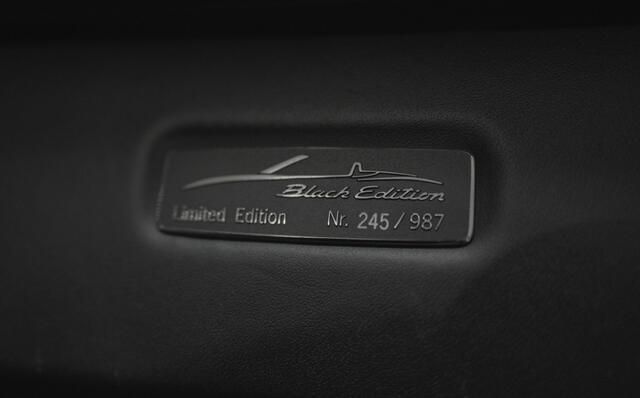 Black Edition
Limited Edition Nr. 245 / 987